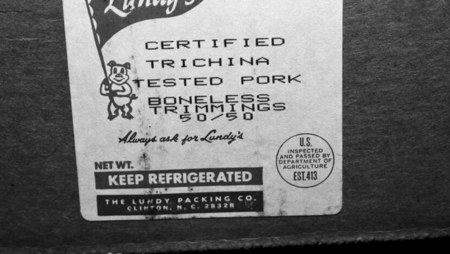 Lundy's
CERTIFIED
TRICHINA
TESTED PORK
BONELESS
TRIMMINGS
50/50
Always ask for Lundy's
NET WT.
KEEP REFRIGERATED
THE LUNDY PACKING CO.
CLINTON, N. C. 28328
U.S.
INSPECTED
AND PASSED BY
DEPARTMENT OF
AGRICULTURE
EST.413